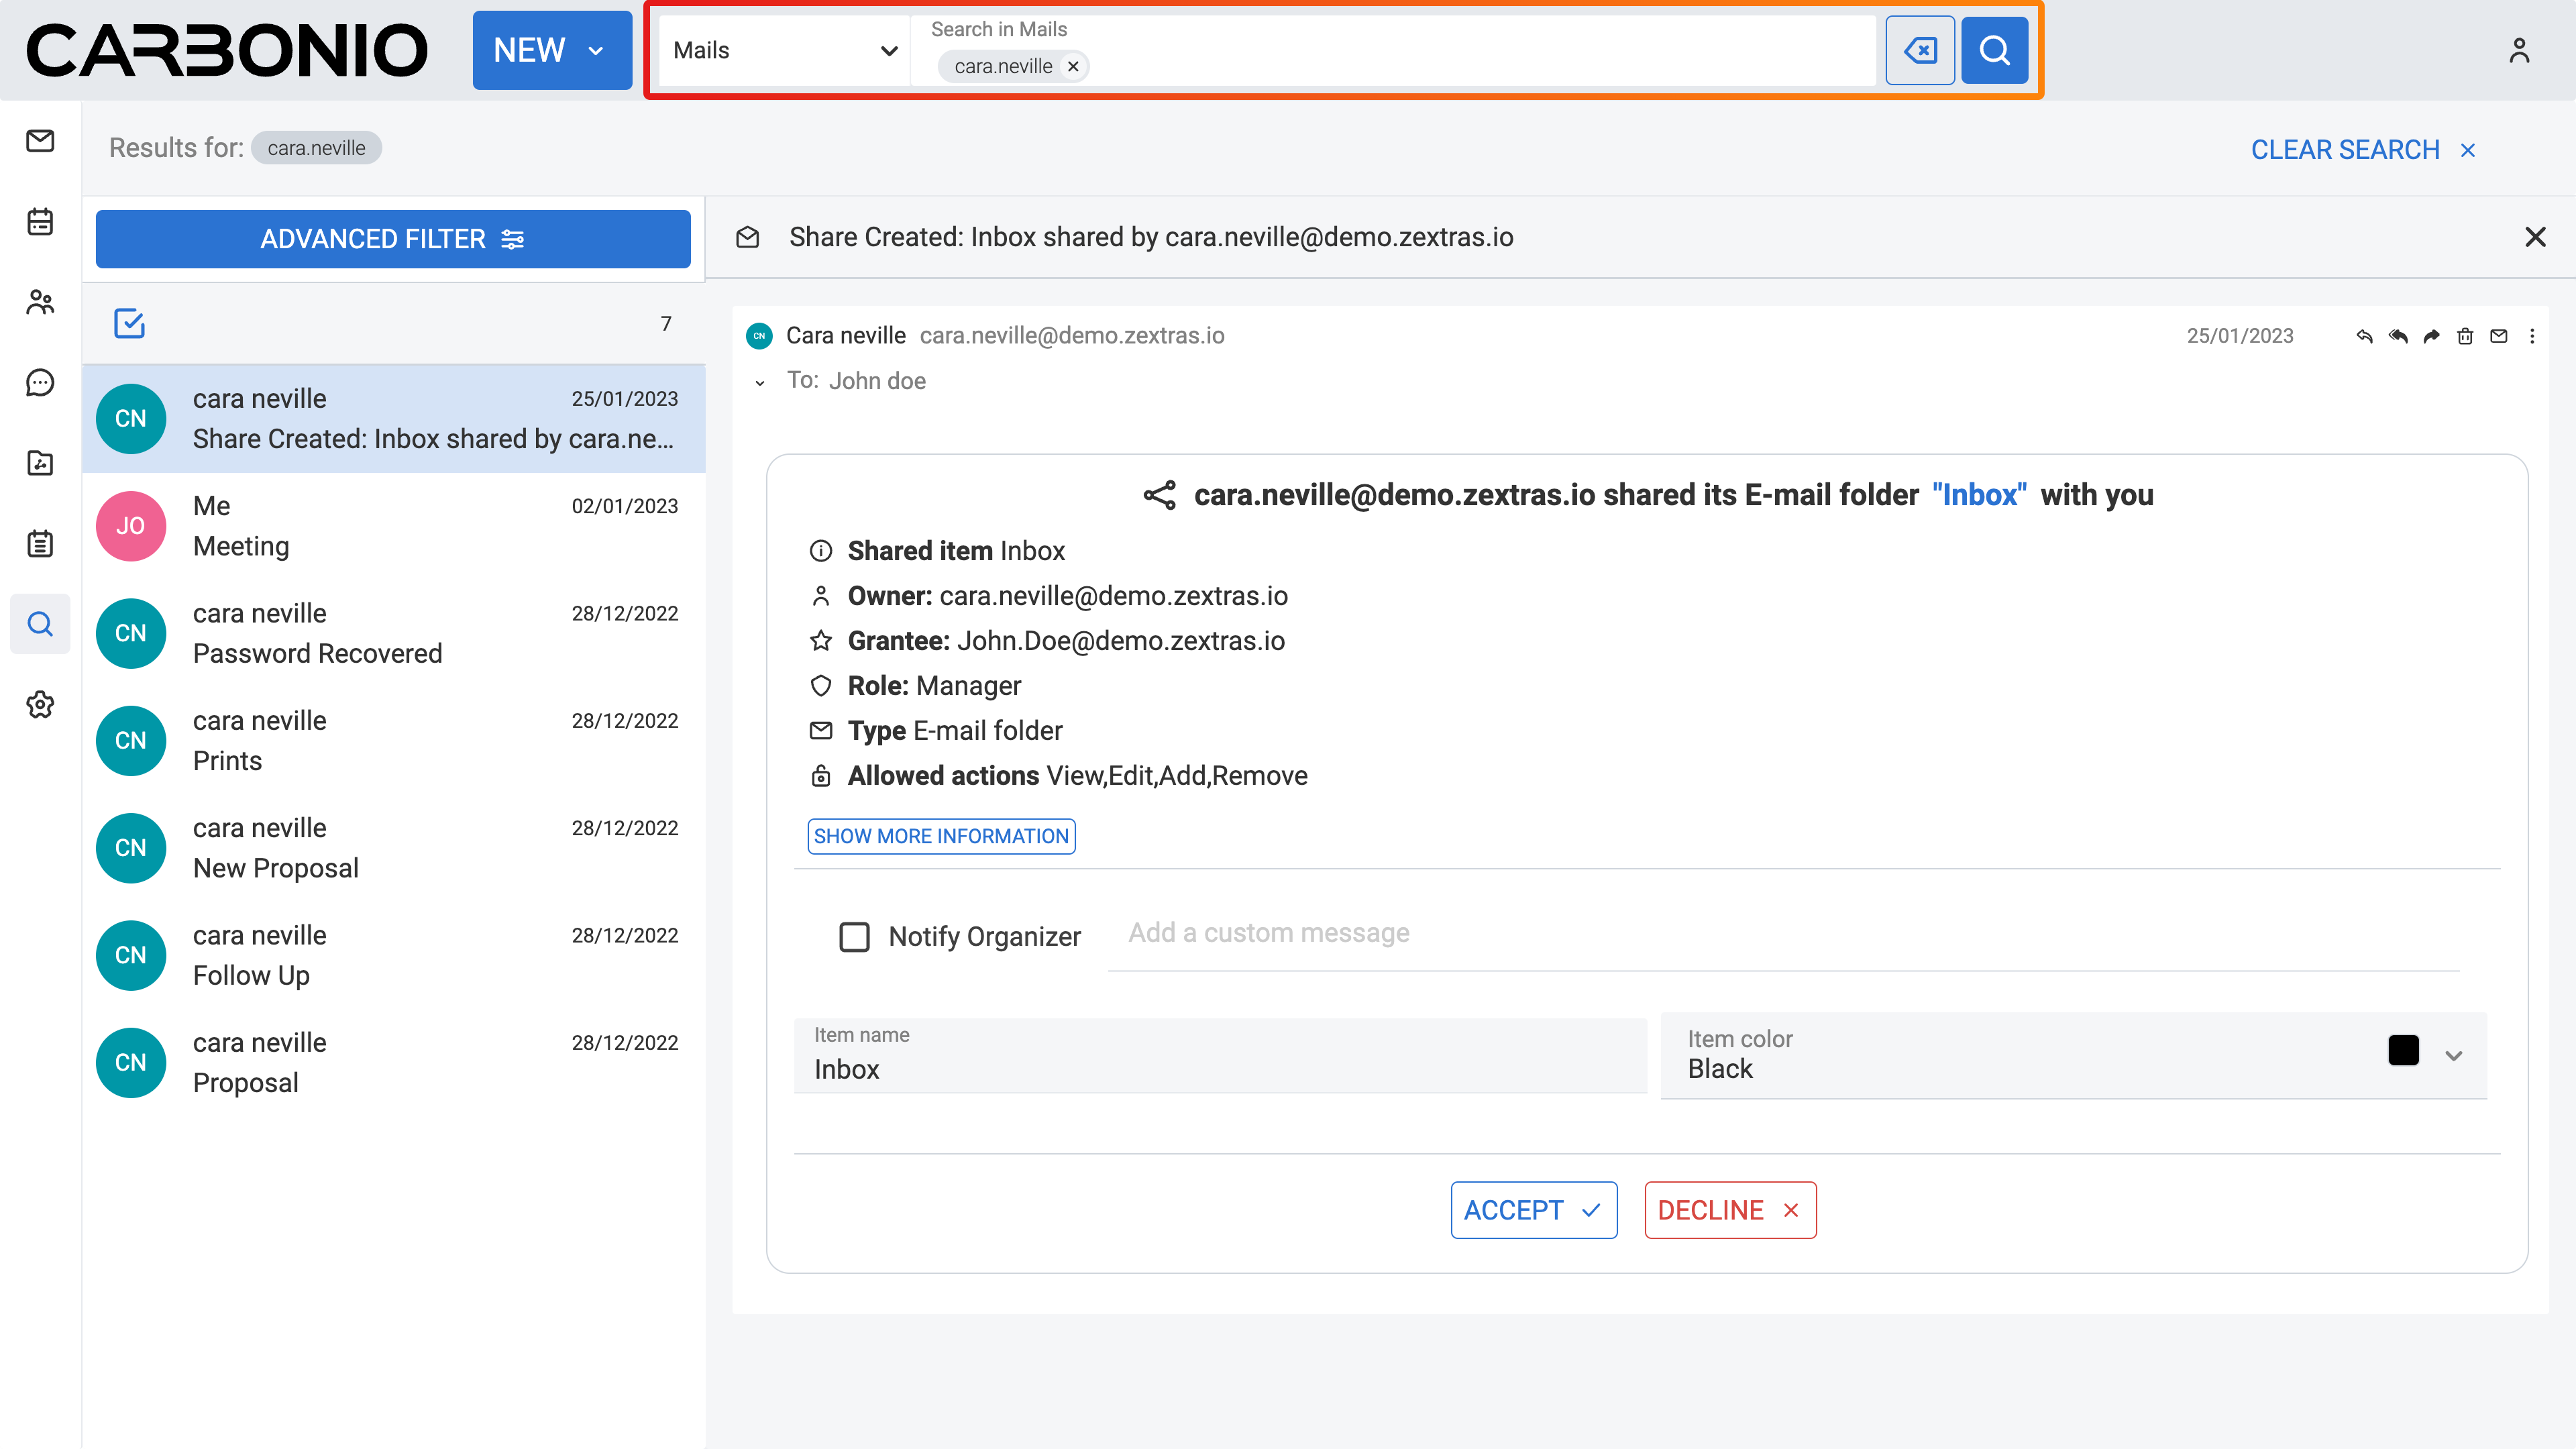 CARBONIO
NEW
Mails
Search in Mails
cara.neville
Results for: cara.neville
CLEAR SEARCH
ADVANCED FILTER
7
CN
cara neville 25/01/2023
Share Created: Inbox shared by cara.ne...
JO
Me 02/01/2023
Meeting
CN
cara neville 28/12/2022
Password Recovered
CN
cara neville 28/12/2022
Prints
CN
cara neville 28/12/2022
New Proposal
CN
cara neville 28/12/2022
Follow Up
CN
cara neville 28/12/2022
Proposal
Share Created: Inbox shared by cara.neville@demo.zextras.io
CN Cara neville cara.neville@demo.zextras.io 25/01/2023
To: John doe
cara.neville@demo.zextras.io shared its E-mail folder "Inbox" with you
Shared item Inbox
Owner: cara.neville@demo.zextras.io
Grantee: John.Doe@demo.zextras.io
Role: Manager
Type E-mail folder
Allowed actions View,Edit,Add,Remove
SHOW MORE INFORMATION
Notify Organizer Add a custom message
Item name
Inbox
Item color
Black
ACCEPT
DECLINE